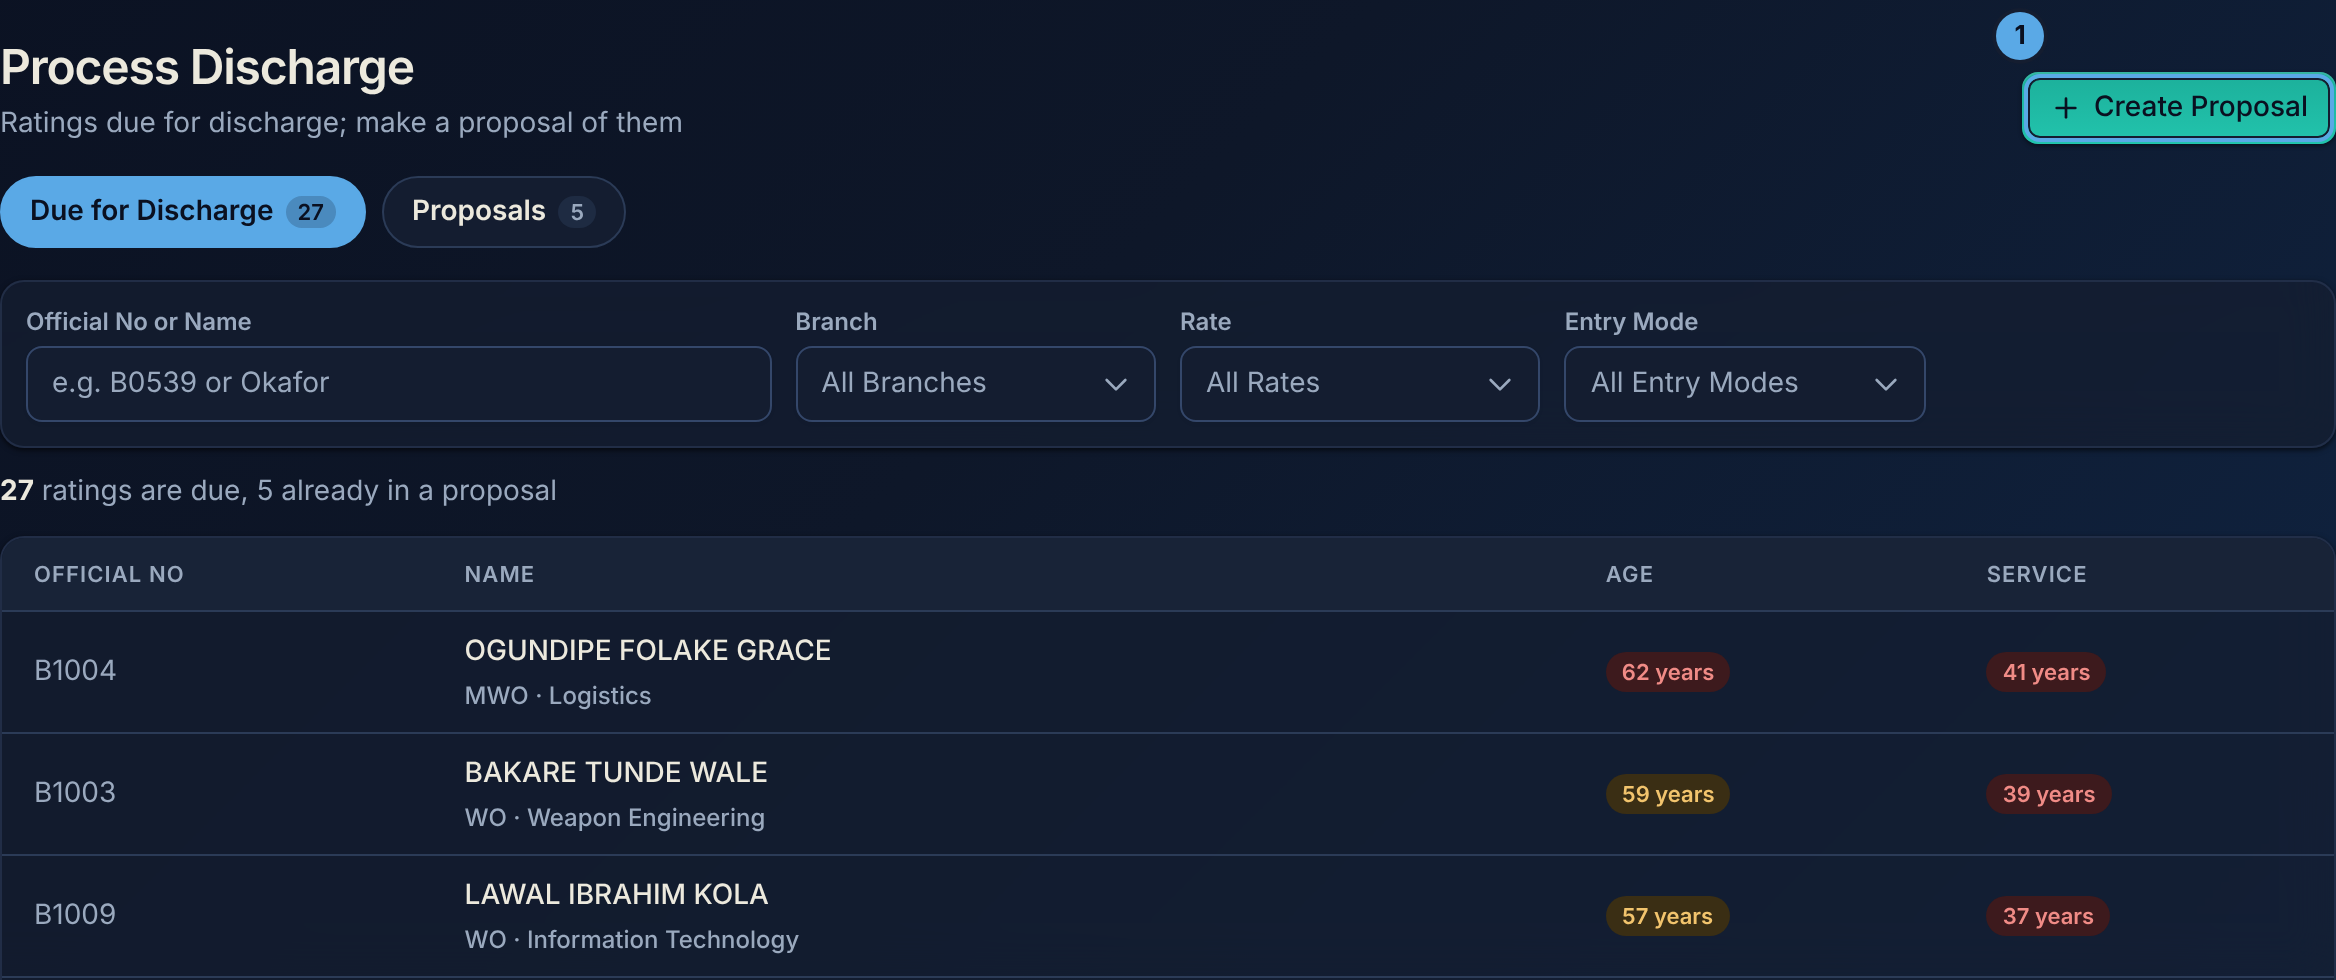 1
Process Discharge
+ Create Proposal
Ratings due for discharge; make a proposal of them
Due for Discharge 27 Proposals 5
Official No or Name Branch Rate Entry Mode
e.g. B0539 or Okafor All Branches All Rates All Entry Modes
27 ratings are due, 5 already in a proposal
OFFICIAL NO NAME AGE SERVICE
B1004 OGUNDIPE FOLAKE GRACE 62 years 41 years
MWO · Logistics
B1003 BAKARE TUNDE WALE 59 years 39 years
WO · Weapon Engineering
B1009 LAWAL IBRAHIM KOLA 57 years 37 years
WO · Information Technology